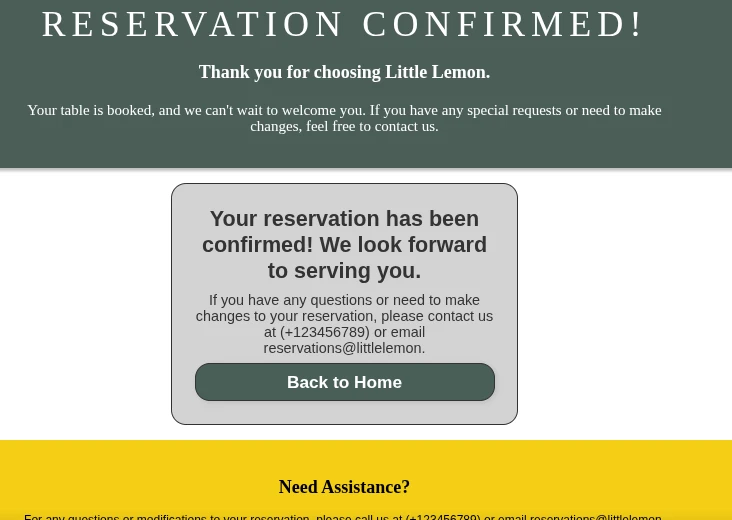 RESERVATION CONFIRMED!
Thank you for choosing Little Lemon.
Your table is booked, and we can't wait to welcome you. If you have any special requests or need to make
changes, feel free to contact us.
Your reservation has been
confirmed! We look forward
to serving you.
If you have any questions or need to make
changes to your reservation, please contact us
at (+123456789) or email
reservations@littlelemon.
Back to Home
Need Assistance?
For any questions or modifications to your reservation, please call us at (+123456789) or email reservations@littlelemon.